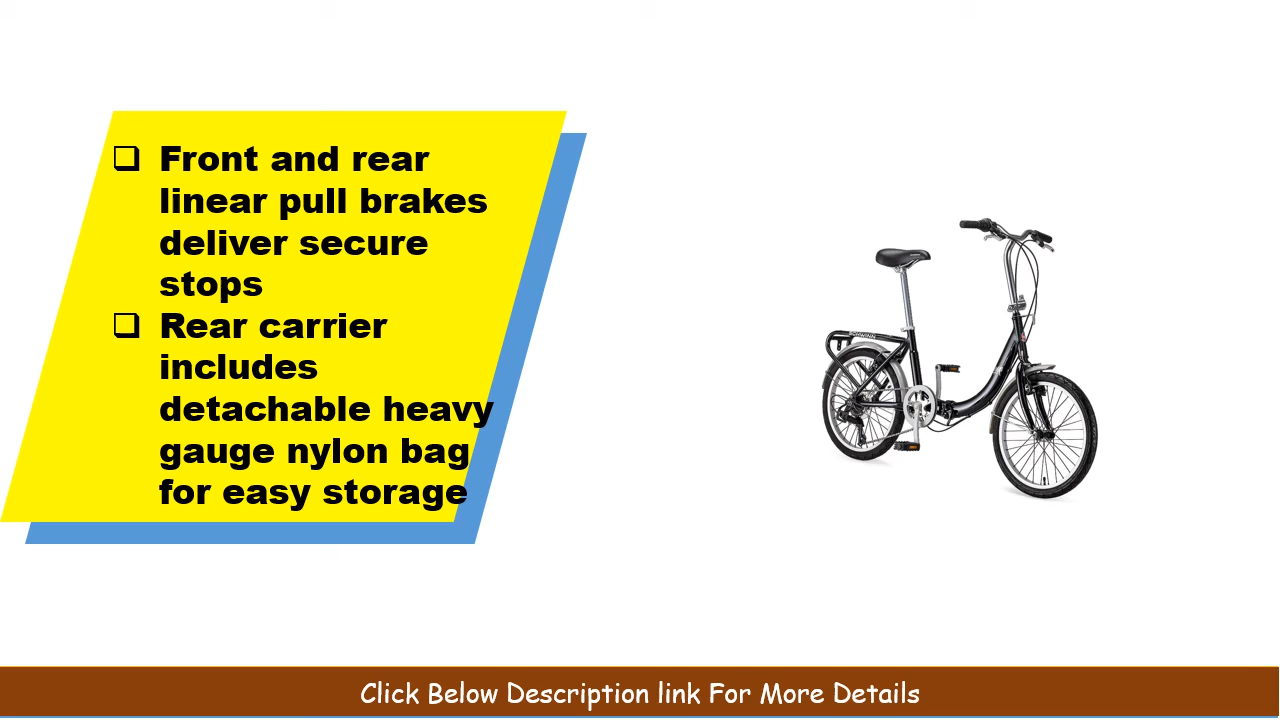 ❑ Front and rear
linear pull brakes
deliver secure
stops
❑ Rear carrier
includes
detachable heavy
gauge nylon bag
for easy storage
SCHWINN
Click Below Description link For More Details